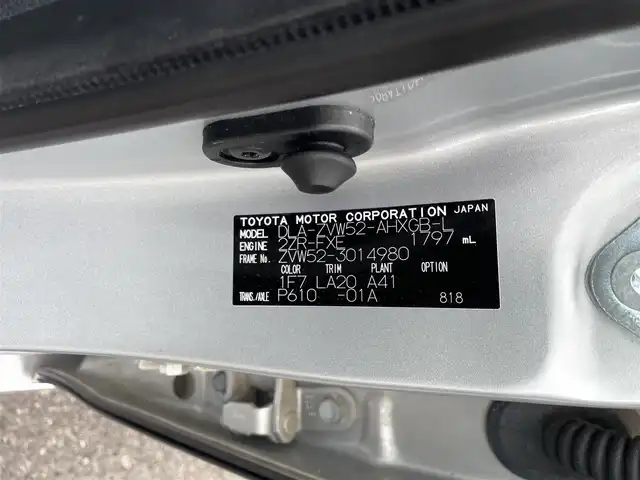 TOYOTA MOTOR CORPORATION JAPAN
MODEL DLA-ZVW52-AHXGB-L
ENGINE 2ZR-FXE 1797 mL
FRAME No. ZVW52-3014980
COLOR TRIM PLANT OPTION
1F7 LA20 A41
TRANS./AXLE P610 -01A 818